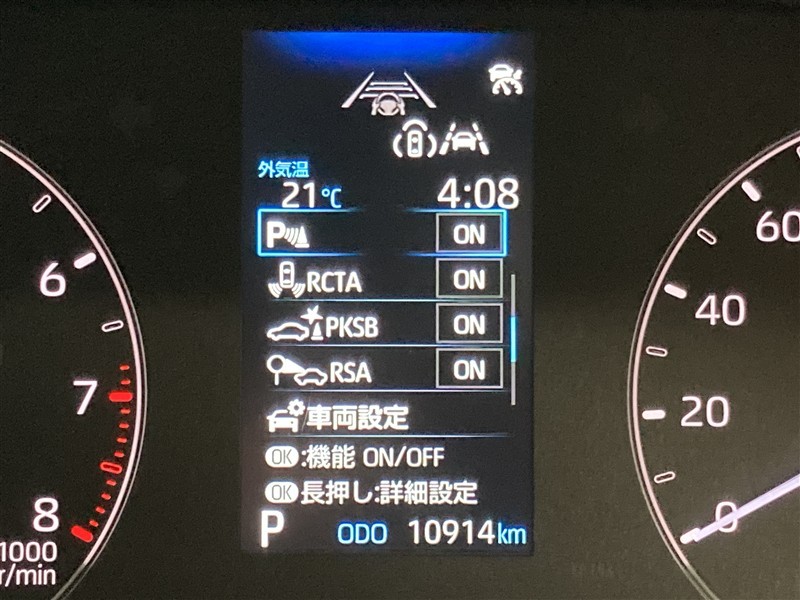 外気温
21℃ 4:08
P ON
RCTA ON
PKSB ON
RSA ON
車両設定
OK:機能 ON/OFF
OK長押し:詳細設定
P ODO 10914km
6
7
8
1000
r/min
60
40
20
0